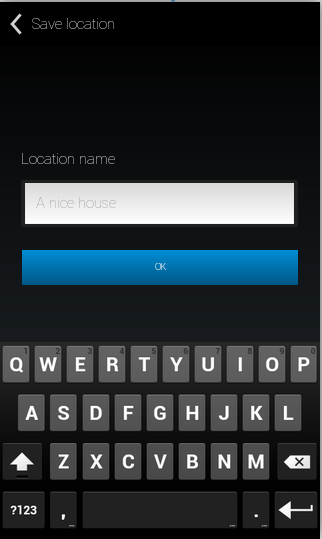 Save location
Location name
A nice house
OK
1 2 3 4 5 6 7 8 9 0
Q W E R T Y U I O P
A S D F G H J K L
Z X C V B N M
?123 , ... . ...